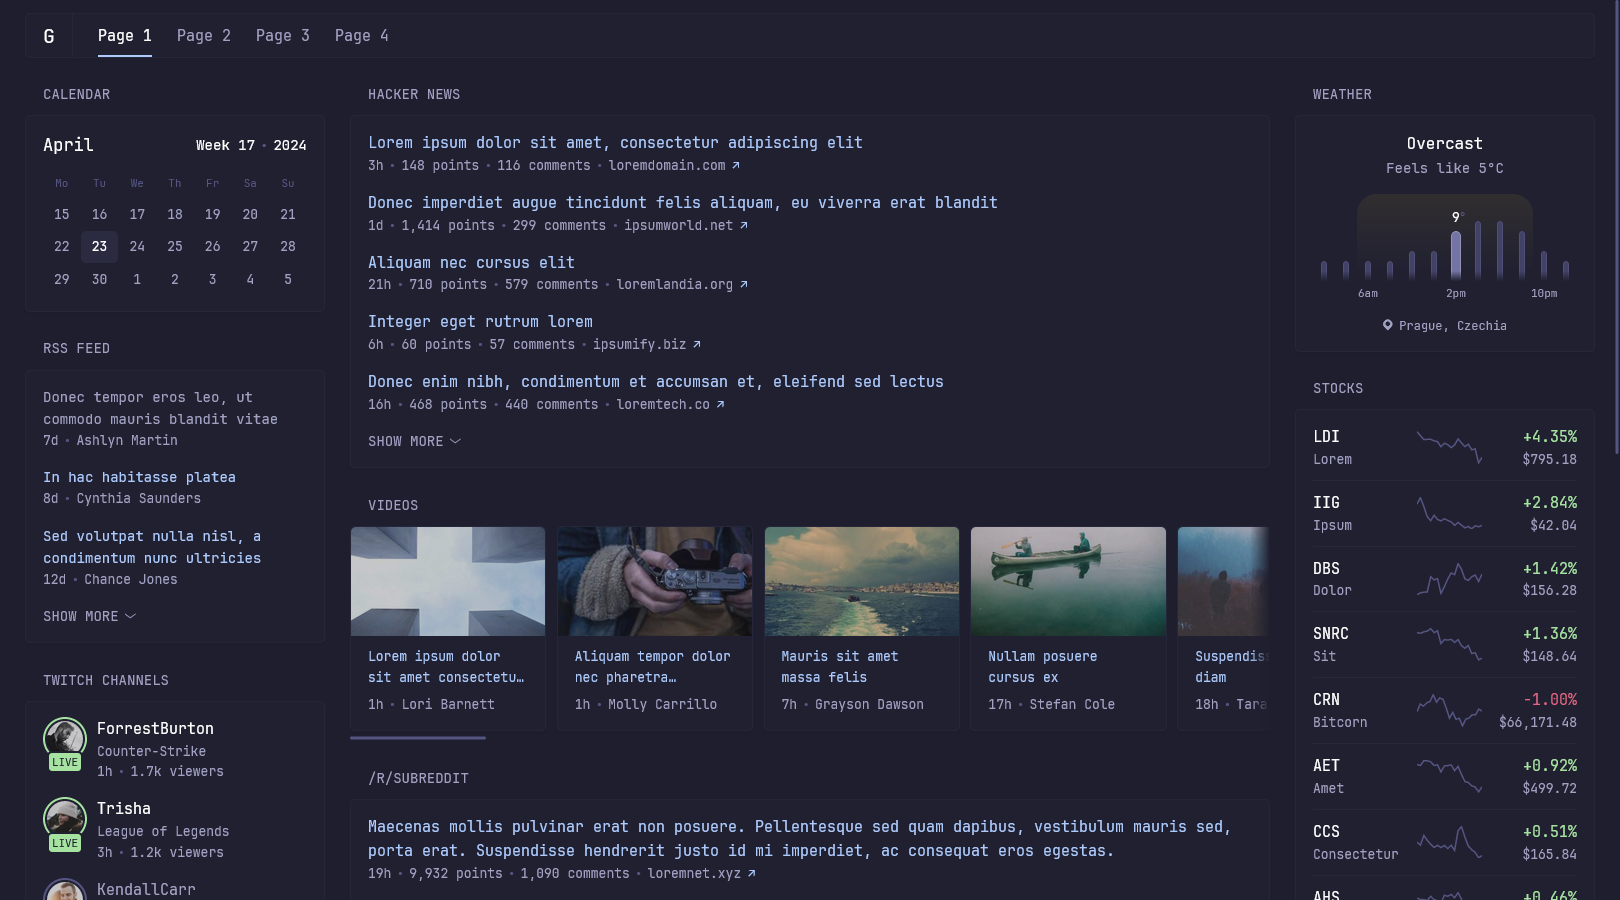 G
Page 1
Page 2
Page 3
Page 4
CALENDAR
April
Week 17 • 2024
Mo Tu We Th Fr Sa Su
15 16 17 18 19 20 21
22 23 24 25 26 27 28
29 30 1 2 3 4 5
RSS FEED
Donec tempor eros leo, ut
commodo mauris blandit vitae
7d • Ashlyn Martin
In hac habitasse platea
8d • Cynthia Saunders
Sed volutpat nulla nisl, a
condimentum nunc ultricies
12d • Chance Jones
SHOW MORE
TWITCH CHANNELS
ForrestBurton
Counter-Strike
1h • 1.7k viewers
LIVE
Trisha
League of Legends
3h • 1.2k viewers
LIVE
KendallCarr
HACKER NEWS
Lorem ipsum dolor sit amet, consectetur adipiscing elit
3h • 148 points • 116 comments • loremdomain.com ↗
Donec imperdiet augue tincidunt felis aliquam, eu viverra erat blandit
1d • 1,414 points • 299 comments • ipsumworld.net ↗
Aliquam nec cursus elit
21h • 710 points • 579 comments • loremlandia.org ↗
Integer eget rutrum lorem
6h • 60 points • 57 comments • ipsumify.biz ↗
Donec enim nibh, condimentum et accumsan et, eleifend sed lectus
16h • 468 points • 440 comments • loremtech.co ↗
SHOW MORE
VIDEOS
Lorem ipsum dolor
sit amet consectetu…
1h • Lori Barnett
Aliquam tempor dolor
nec pharetra…
1h • Molly Carrillo
Mauris sit amet
massa felis
7h • Grayson Dawson
Nullam posuere
cursus ex
17h • Stefan Cole
Suspendiss
diam
18h • Tara
/R/SUBREDDIT
Maecenas mollis pulvinar erat non posuere. Pellentesque sed quam dapibus, vestibulum mauris sed,
porta erat. Suspendisse hendrerit justo id mi imperdiet, ac consequat eros egestas.
19h • 9,932 points • 1,090 comments • loremnet.xyz ↗
WEATHER
Overcast
Feels like 5°C
9°
6am 2pm 10pm
Prague, Czechia
STOCKS
LDI +4.35%
Lorem $795.18
IIG +2.84%
Ipsum $42.04
DBS +1.42%
Dolor $156.28
SNRC +1.36%
Sit $148.64
CRN -1.00%
Bitcorn $66,171.48
AET +0.92%
Amet $499.72
CCS +0.51%
Consectetur $165.84
AHS +0.46%